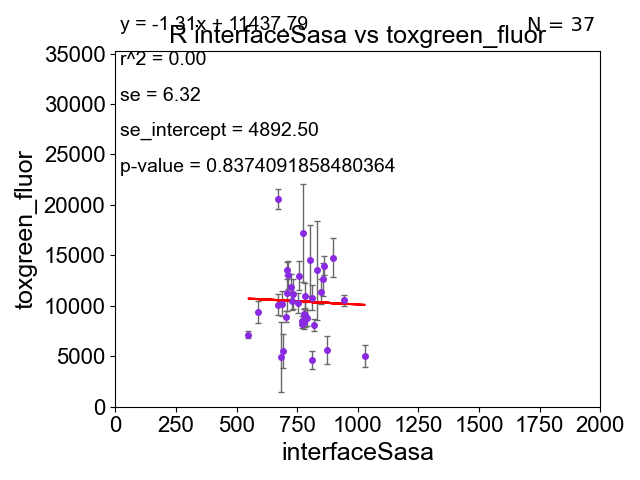 y = -1.31x + 11437.79
N = 37
R interfaceSasa vs toxgreen_fluor
r^2 = 0.00
se = 6.32
se_intercept = 4892.50
p-value = 0.8374091858480364
toxgreen_fluor
35000
30000
25000
20000
15000
10000
5000
0
0 250 500 750 1000 1250 1500 1750 2000
interfaceSasa